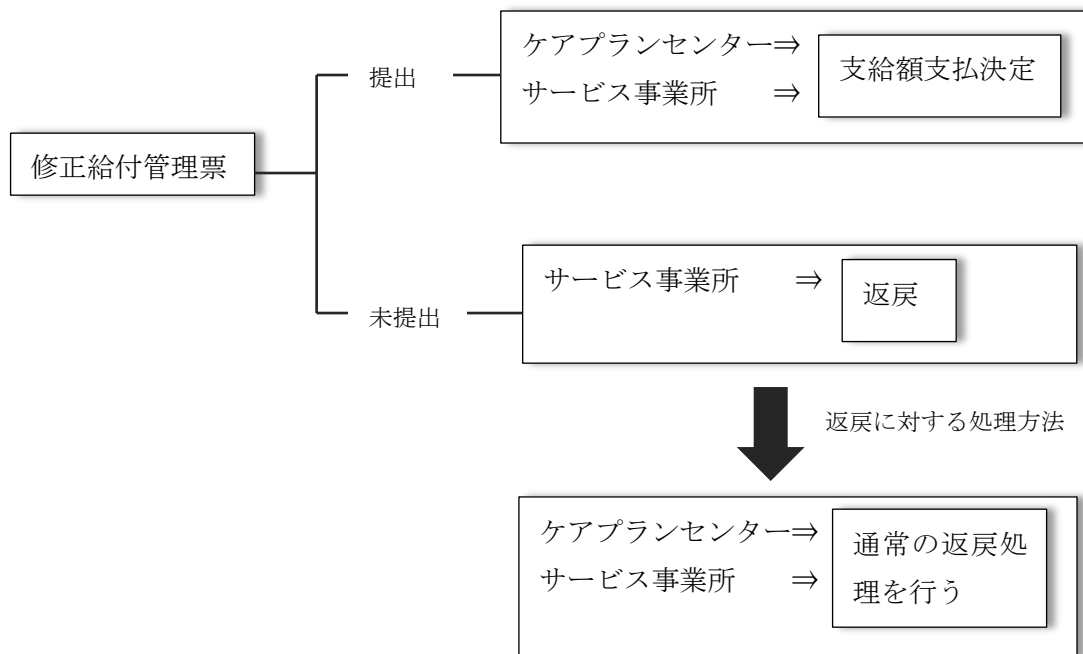 ケアプランセンター⇒
サービス事業所　　⇒
支給額支払決定
提出
修正給付管理票
サービス事業所　　⇒
返戻
未提出
返戻に対する処理方法
ケアプランセンター⇒
サービス事業所　　⇒
通常の返戻処
理を行う